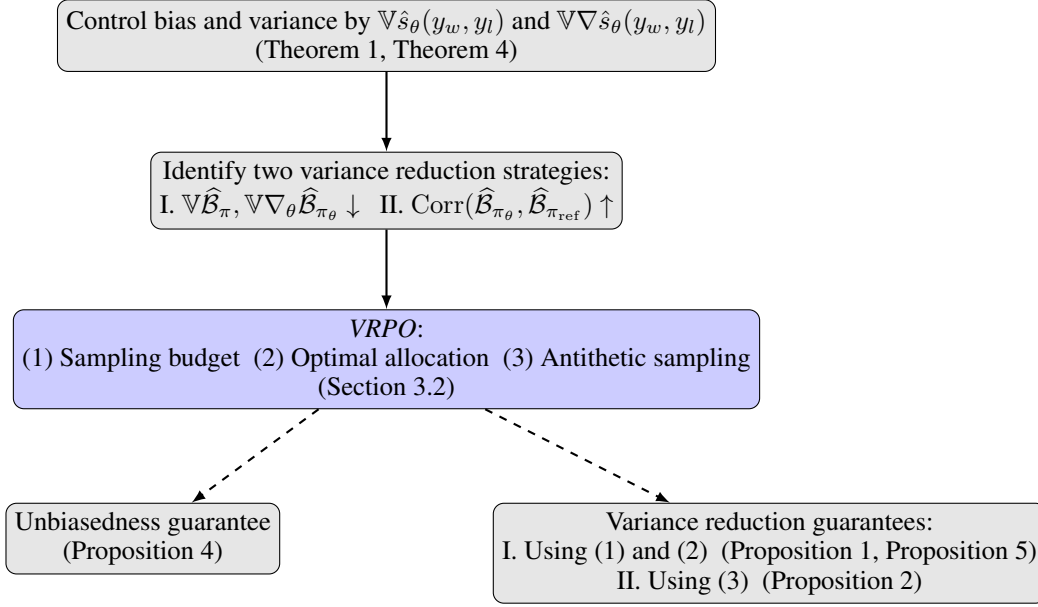 Control bias and variance by 𝕍ŝ_θ(y_w, y_l) and 𝕍∇ŝ_θ(y_w, y_l)
(Theorem 1, Theorem 4)
Identify two variance reduction strategies:
I. 𝕍B̂_π, 𝕍∇_θB̂_{π_θ} ↓ II. Corr(B̂_{π_θ}, B̂_{π_ref}) ↑
VRPO:
(1) Sampling budget (2) Optimal allocation (3) Antithetic sampling
(Section 3.2)
Unbiasedness guarantee
(Proposition 4)
Variance reduction guarantees:
I. Using (1) and (2) (Proposition 1, Proposition 5)
II. Using (3) (Proposition 2)